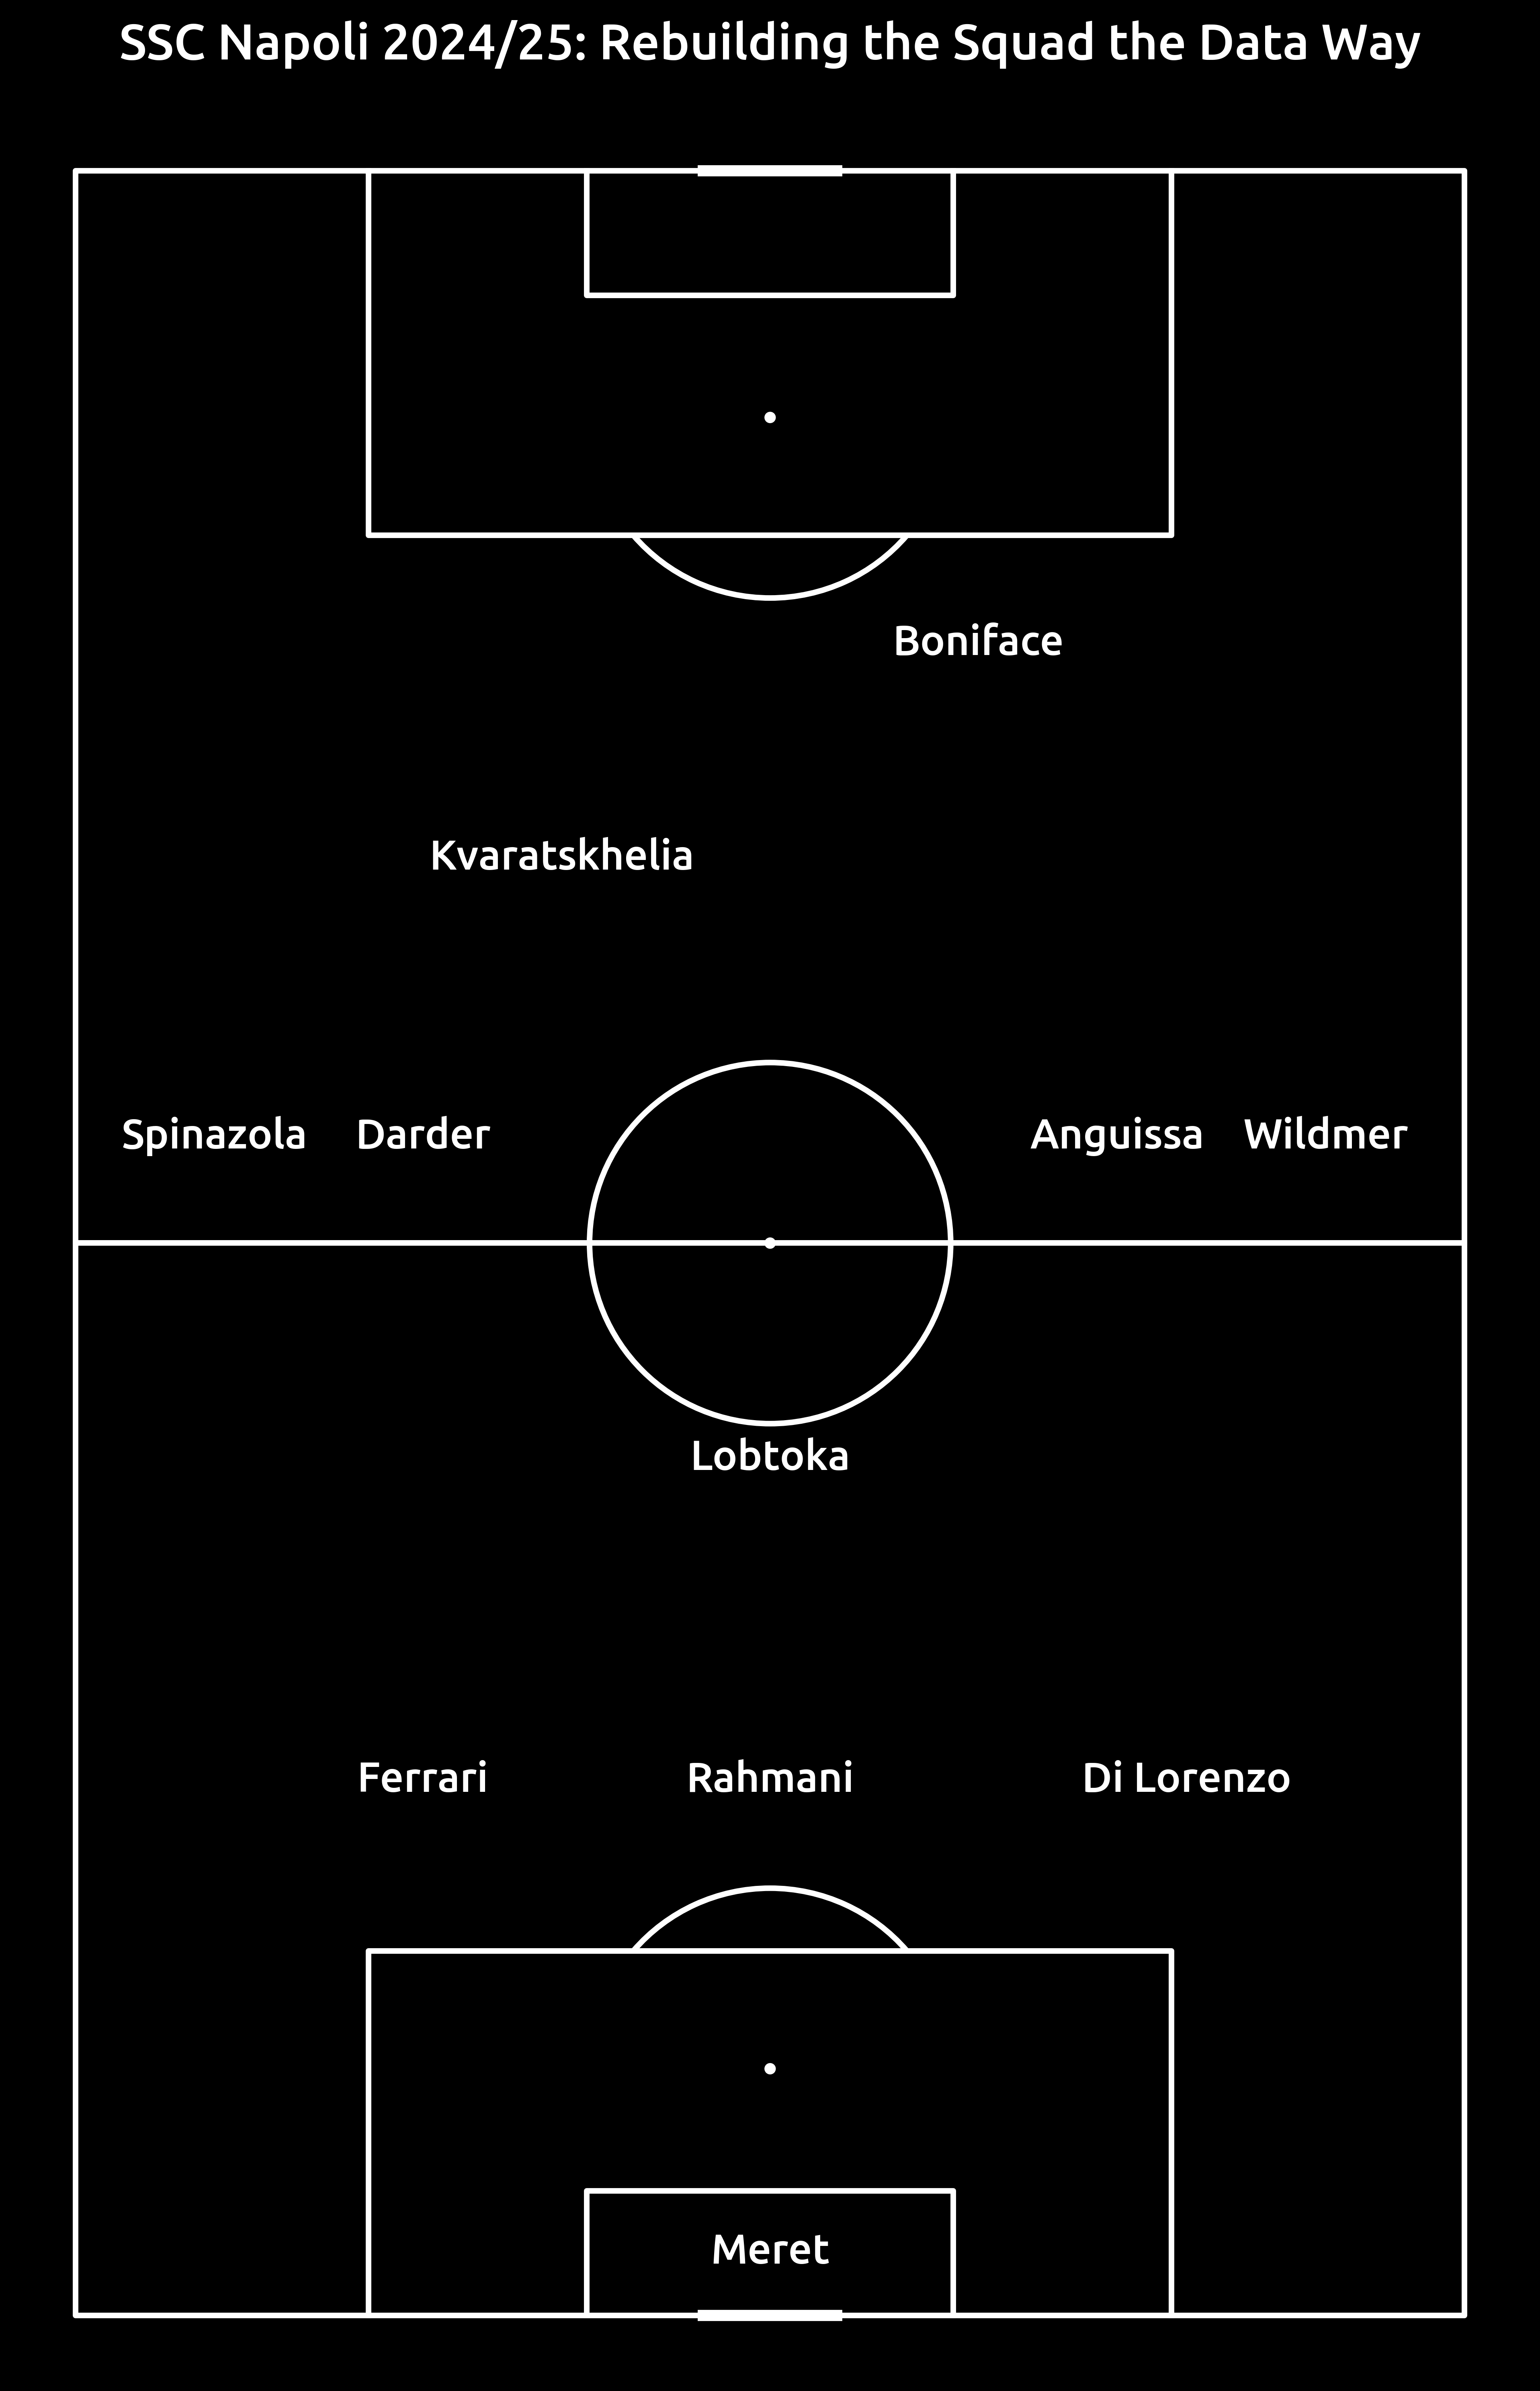 SSC Napoli 2024/25: Rebuilding the Squad the Data Way
Boniface
Kvaratskhelia
Spinazola Darder Anguissa Wildmer
Lobtoka
Ferrari Rahmani Di Lorenzo
Meret